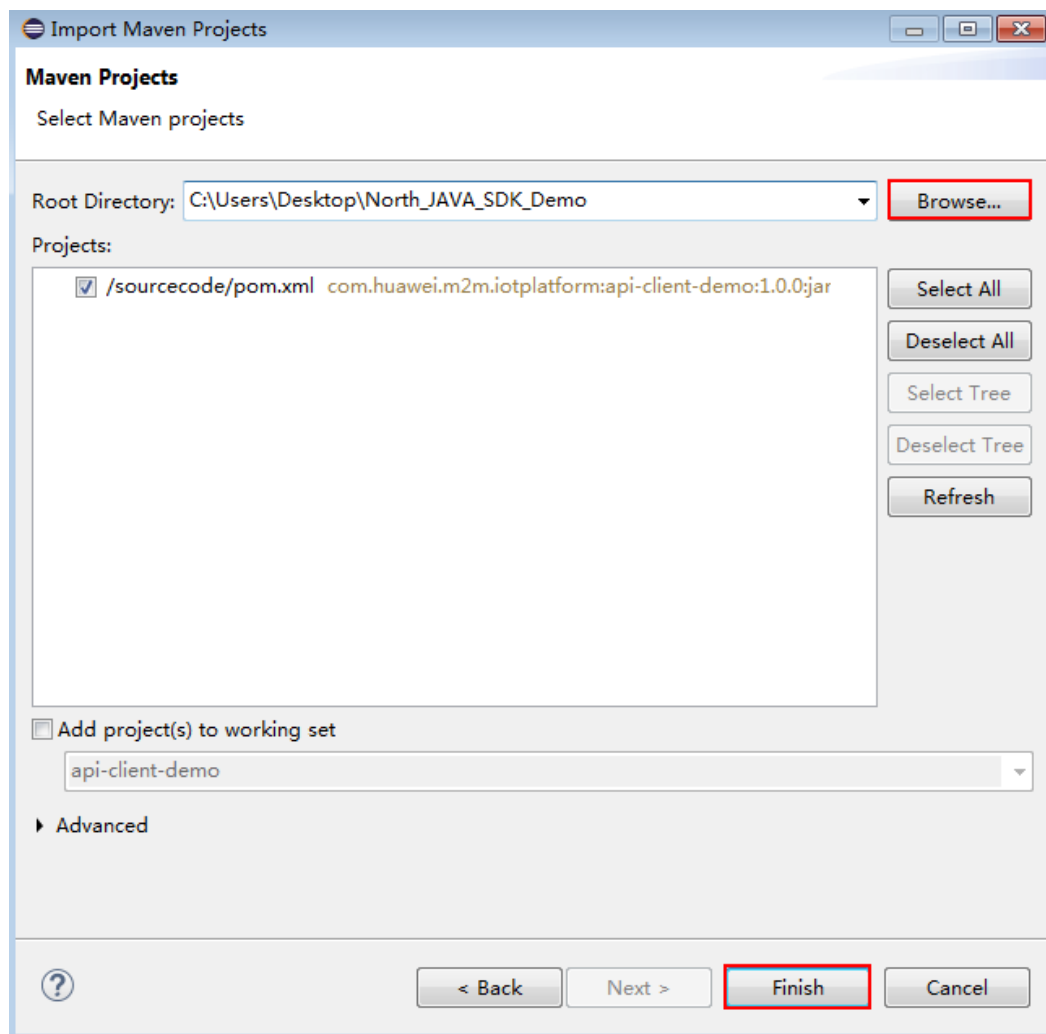 Import Maven Projects
Maven Projects
Select Maven projects
Root Directory: C:\Users\Desktop\North_JAVA_SDK_Demo Browse...
Projects:
/sourcecode/pom.xml com.huawei.m2m.iotplatform:api-client-demo:1.0.0:jar
Select All
Deselect All
Select Tree
Deselect Tree
Refresh
Add project(s) to working set
api-client-demo
Advanced
? < Back Next > Finish Cancel